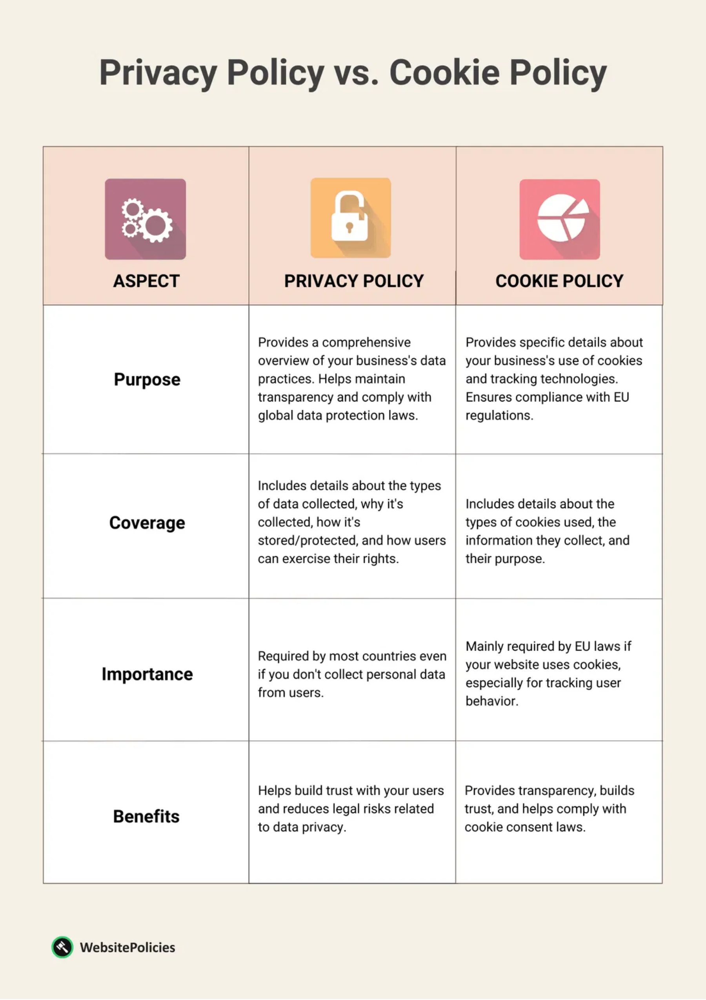 Privacy Policy vs. Cookie Policy
ASPECT
PRIVACY POLICY
COOKIE POLICY
Purpose
Provides a comprehensive
overview of your business's data
practices. Helps maintain
transparency and comply with
global data protection laws.
Provides specific details about
your business's use of cookies
and tracking technologies.
Ensures compliance with EU
regulations.
Coverage
Includes details about the types
of data collected, why it's
collected, how it's
stored/protected, and how users
can exercise their rights.
Includes details about the
types of cookies used, the
information they collect, and
their purpose.
Importance
Required by most countries even
if you don't collect personal data
from users.
Mainly required by EU laws if
your website uses cookies,
especially for tracking user
behavior.
Benefits
Helps build trust with your users
and reduces legal risks related
to data privacy.
Provides transparency, builds
trust, and helps comply with
cookie consent laws.
WebsitePolicies